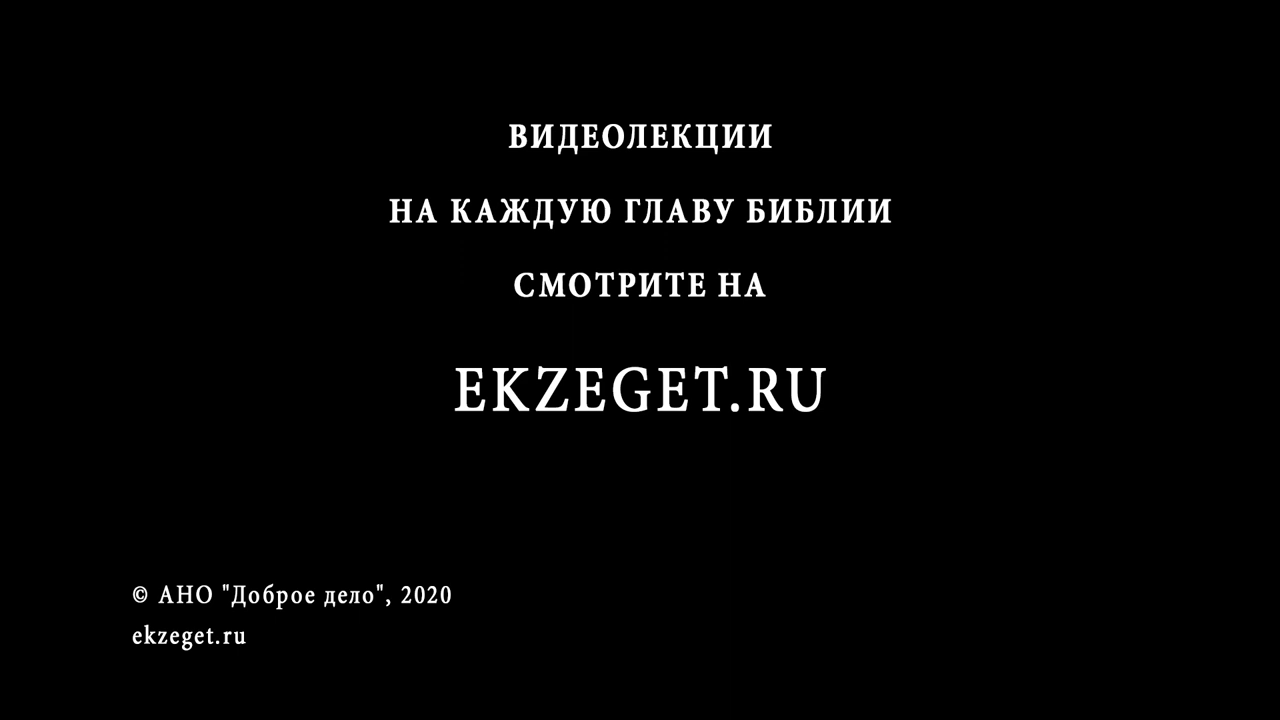 ВИДЕОЛЕКЦИИ
НА КАЖДУЮ ГЛАВУ БИБЛИИ
СМОТРИТЕ НА
EKZEGET.RU
© АНО "Доброе дело", 2020
ekzeget.ru